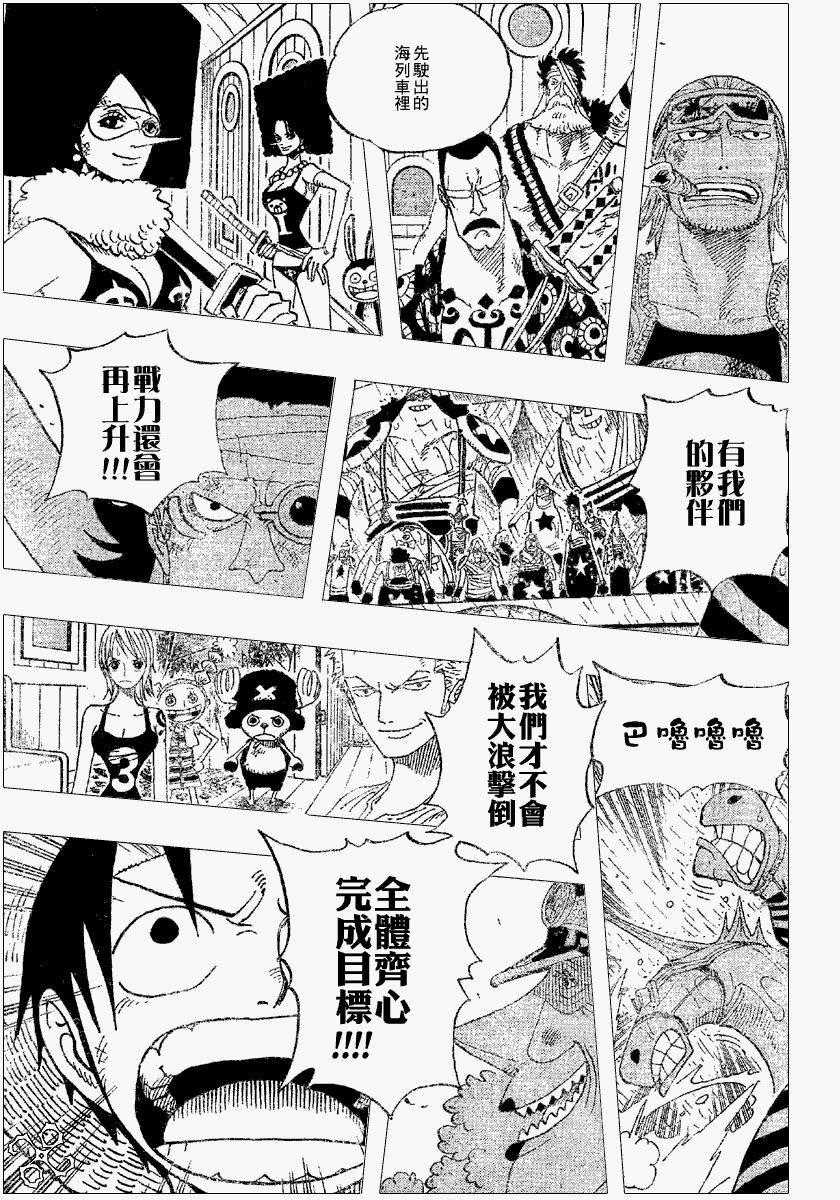 先駛出的
海列車裡
有我們
的夥伴
戰力還會
再上升!!!
巴嚕嚕嚕
我們才不會
被大浪擊倒
3
全體齊心
完成目標!!!!